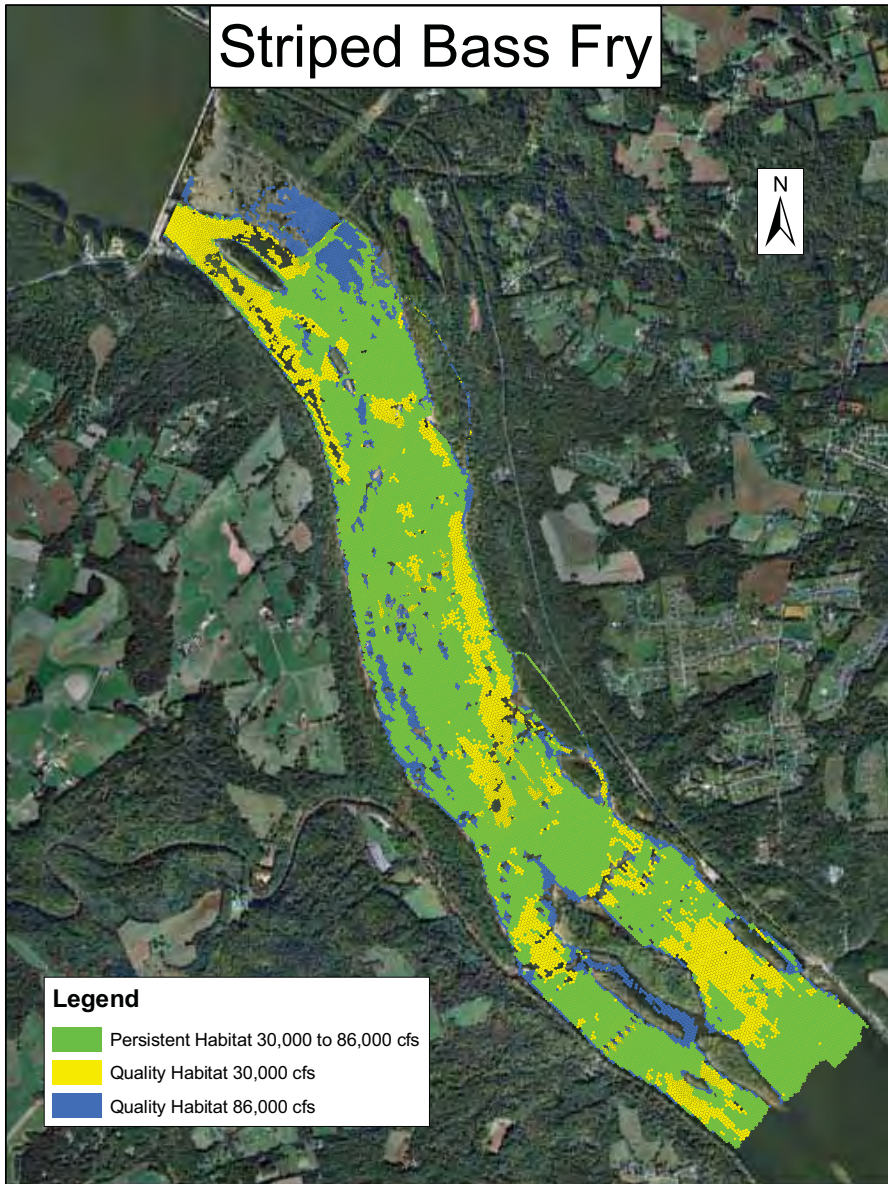 Striped Bass Fry
N
Legend
Persistent Habitat 30,000 to 86,000 cfs
Quality Habitat 30,000 cfs
Quality Habitat 86,000 cfs